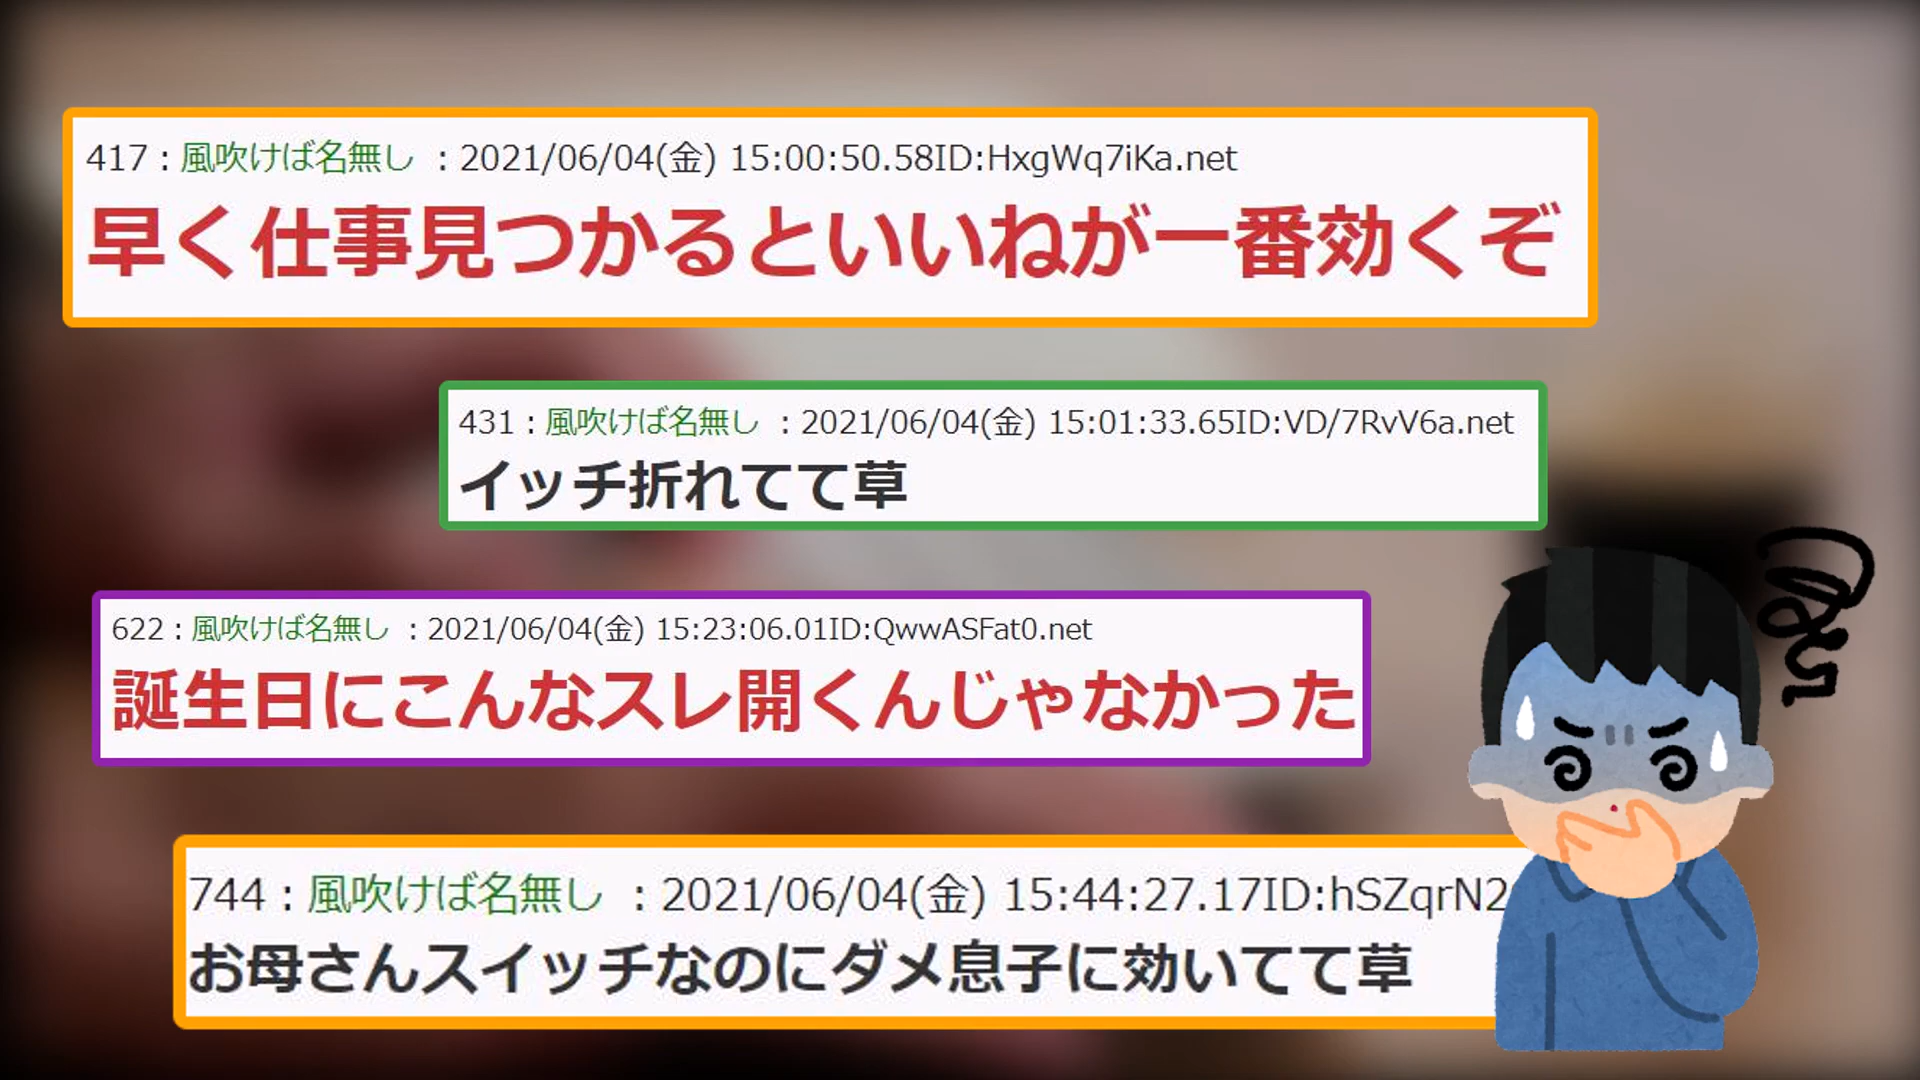 417 : 風吹けば名無し : 2021/06/04(金) 15:00:50.58ID:HxgWq7iKa.net
早く仕事見つかるといいねが一番効くぞ
431 : 風吹けば名無し : 2021/06/04(金) 15:01:33.65ID:VD/7RvV6a.net
イッチ折れてて草
622 : 風吹けば名無し : 2021/06/04(金) 15:23:06.01ID:QwwASFat0.net
誕生日にこんなスレ開くんじゃなかった
744 : 風吹けば名無し : 2021/06/04(金) 15:44:27.17ID:hSZqrN2
お母さんスイッチなのにダメ息子に効いてて草